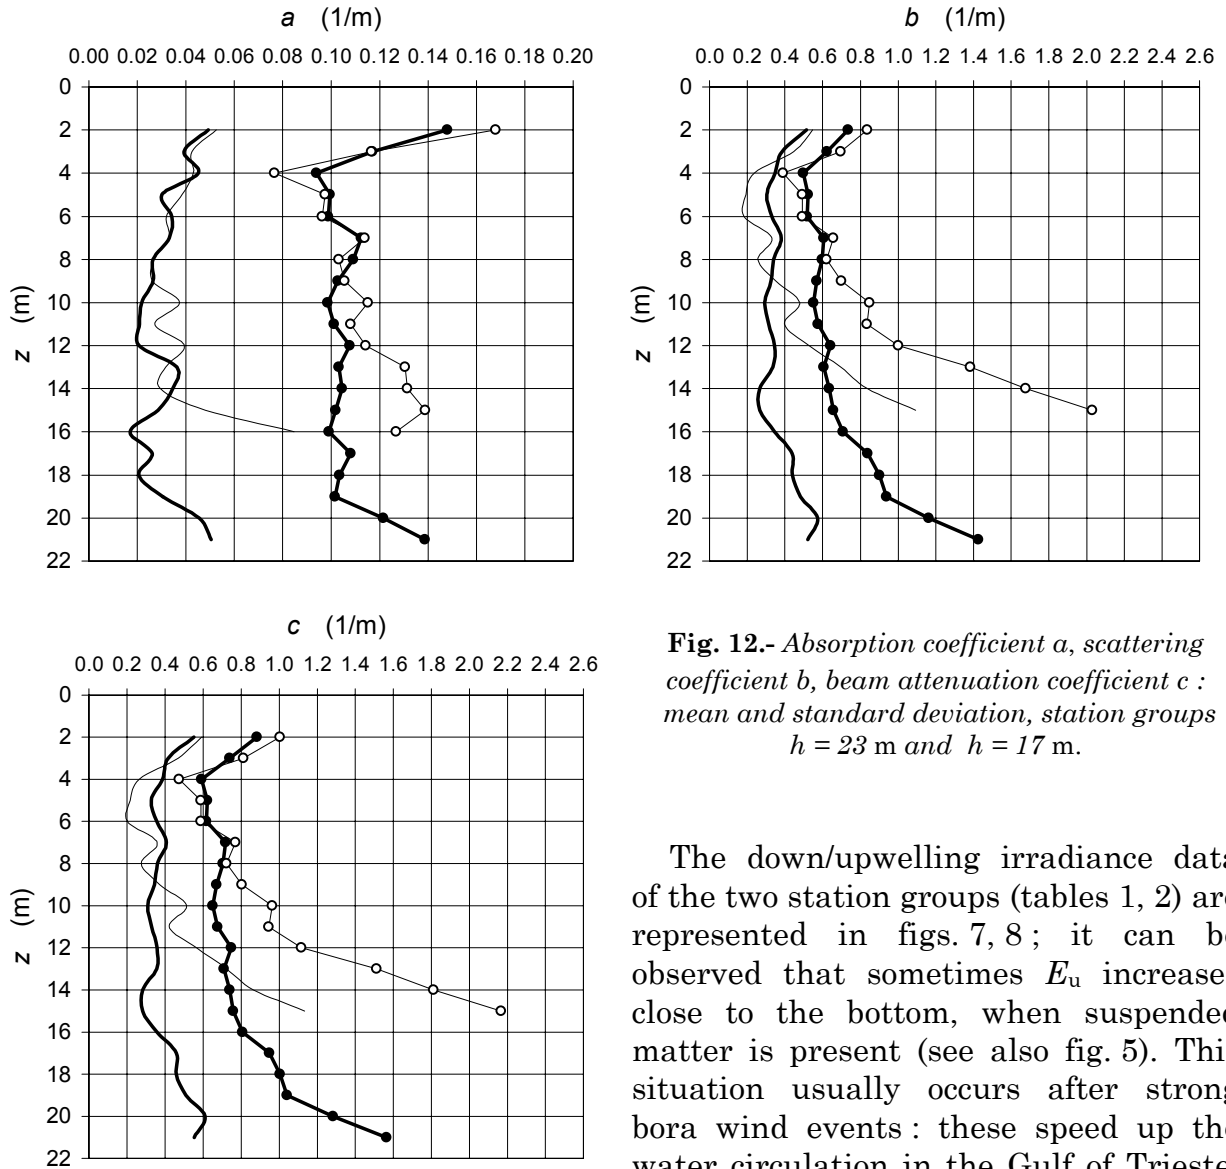 a (1/m)
0.00 0.02 0.04 0.06 0.08 0.10 0.12 0.14 0.16 0.18 0.20
0
2
4
6
8
10
12
14
16
18
20
22
z (m)
b (1/m)
0.0 0.2 0.4 0.6 0.8 1.0 1.2 1.4 1.6 1.8 2.0 2.2 2.4 2.6
0
2
4
6
8
10
12
14
16
18
20
22
z (m)
c (1/m)
0.0 0.2 0.4 0.6 0.8 1.0 1.2 1.4 1.6 1.8 2.0 2.2 2.4 2.6
0
2
4
6
8
10
12
14
16
18
20
22
z (m)
Fig. 12.- Absorption coefficient a, scattering
coefficient b, beam attenuation coefficient c :
mean and standard deviation, station groups
h = 23 m and h = 17 m.
The down/upwelling irradiance data
of the two station groups (tables 1, 2) are
represented in figs. 7, 8 ; it can be
observed that sometimes Eu increase
close to the bottom, when suspended
matter is present (see also fig. 5). Thi
situation usually occurs after strong
bora wind events : these speed up the
water circulation in the Gulf of Trieste